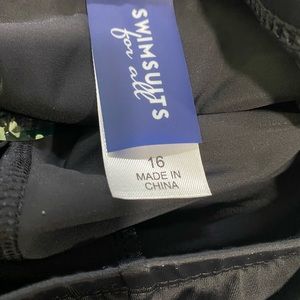 SWIMSUITS
for all
16
MADE IN
CHINA